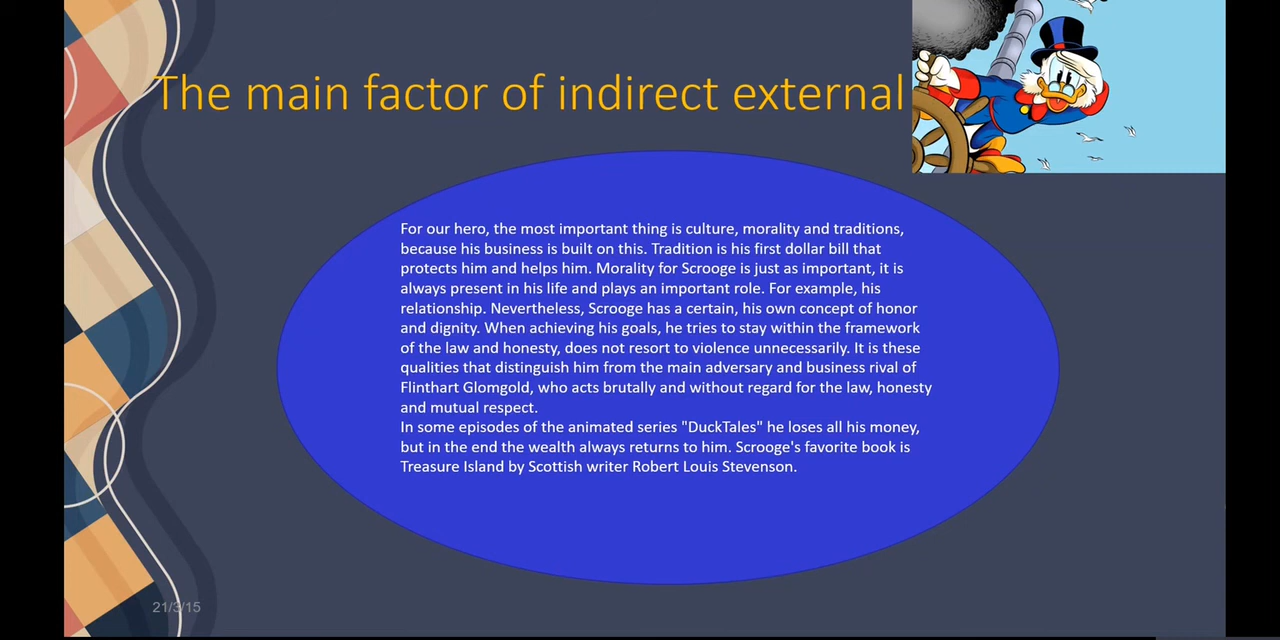 The main factor of indirect external
For our hero, the most important thing is culture, morality and traditions,
because his business is built on this. Tradition is his first dollar bill that
protects him and helps him. Morality for Scrooge is just as important, it is
always present in his life and plays an important role. For example, his
relationship. Nevertheless, Scrooge has a certain, his own concept of honor
and dignity. When achieving his goals, he tries to stay within the framework
of the law and honesty, does not resort to violence unnecessarily. It is these
qualities that distinguish him from the main adversary and business rival of
Flinthart Glomgold, who acts brutally and without regard for the law, honesty
and mutual respect.
In some episodes of the animated series "DuckTales" he loses all his money,
but in the end the wealth always returns to him. Scrooge's favorite book is
Treasure Island by Scottish writer Robert Louis Stevenson.
21/3/15